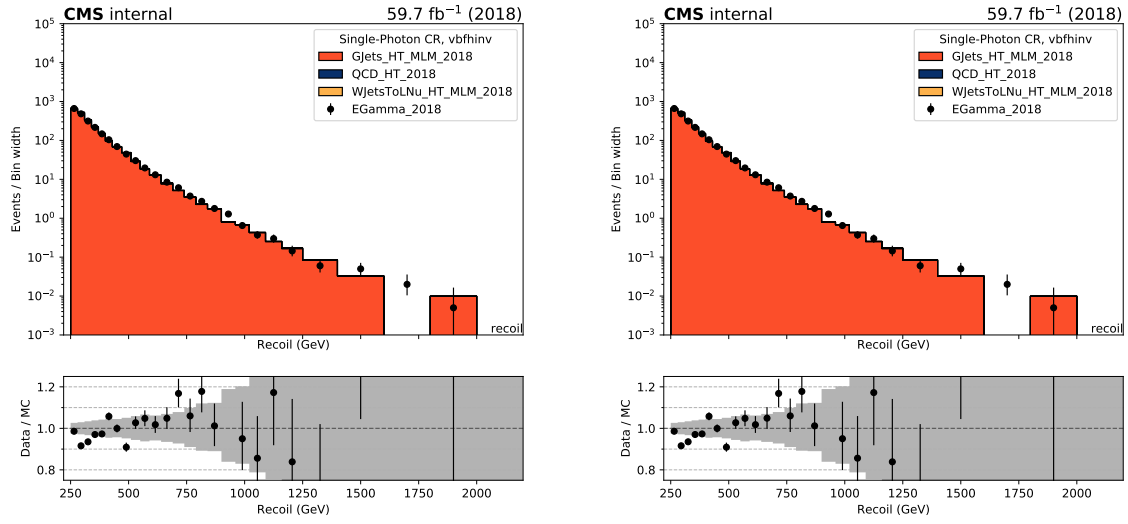 CMS internal 59.7 fb⁻¹ (2018)
Events / Bin width
10⁵
10⁴
10³
10²
10¹
10⁰
10⁻¹
10⁻²
10⁻³
Single-Photon CR, vbfhinv
GJets_HT_MLM_2018
QCD_HT_2018
WJetsToLNu_HT_MLM_2018
EGamma_2018
recoil
Recoil (GeV)
Data / MC
1.2
1.0
0.8
250 500 750 1000 1250 1500 1750 2000
Recoil (GeV)
CMS internal 59.7 fb⁻¹ (2018)
Events / Bin width
10⁵
10⁴
10³
10²
10¹
10⁰
10⁻¹
10⁻²
10⁻³
Single-Photon CR, vbfhinv
GJets_HT_MLM_2018
QCD_HT_2018
WJetsToLNu_HT_MLM_2018
EGamma_2018
recoil
Recoil (GeV)
Data / MC
1.2
1.0
0.8
250 500 750 1000 1250 1500 1750 2000
Recoil (GeV)